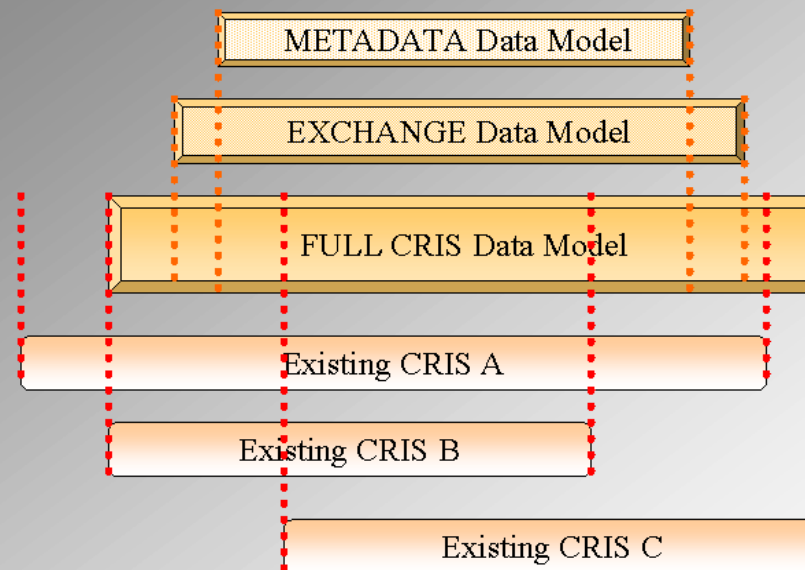 METADATA Data Model
EXCHANGE Data Model
FULL CRIS Data Model
Existing CRIS A
Existing CRIS B
Existing CRIS C